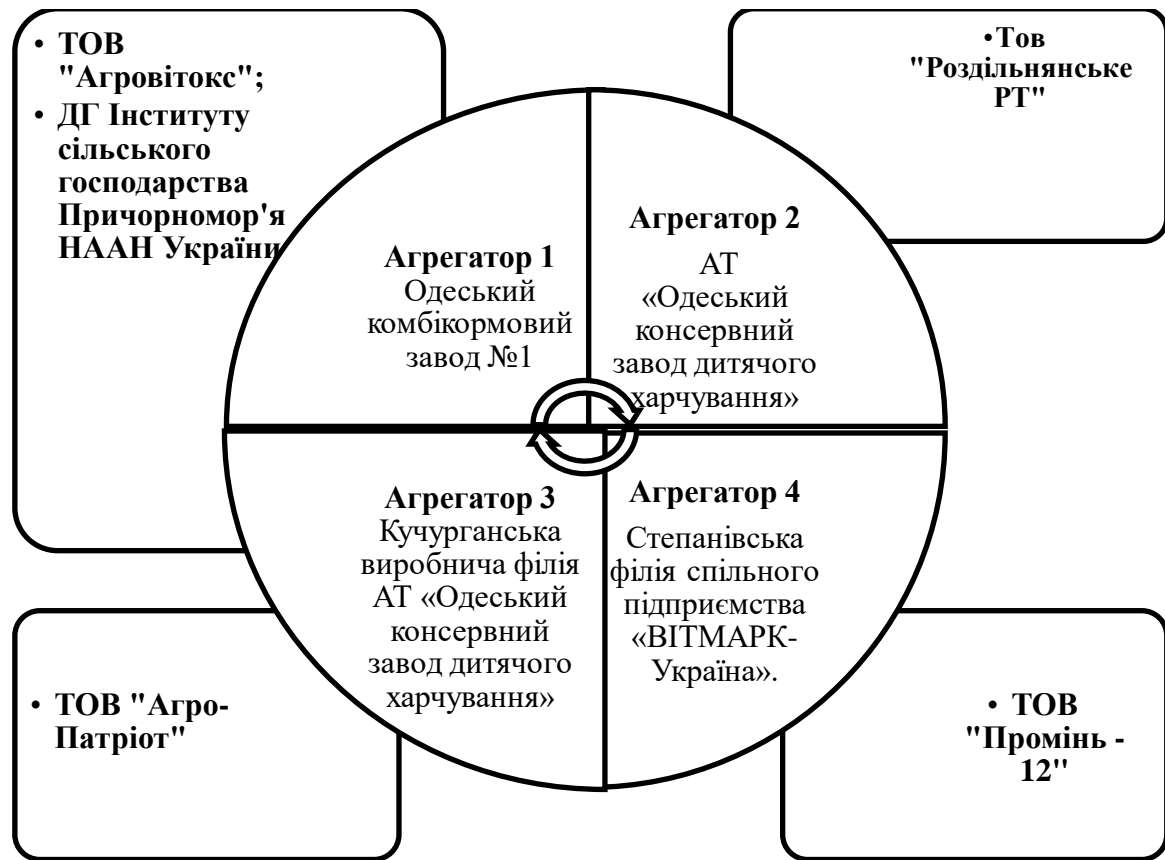 • ТОВ
"Агровітокс";
• ДГ Інституту
сільського
господарства
Причорномор'я
НААН України
•Тов
"Роздільнянське
РТ"
Агрегатор 1
Одеський
комбікормовий
завод №1
Агрегатор 2
АТ
«Одеський
консервний
завод дитячого
харчування»
Агрегатор 3
Кучурганська
виробнича філія
АТ «Одеський
консервний
завод дитячого
харчування»
Агрегатор 4
Степанівська
філія спільного
підприємства
«ВІТМАРК-
Україна».
• ТОВ "Агро-
Патріот"
• ТОВ
"Промінь -
12"